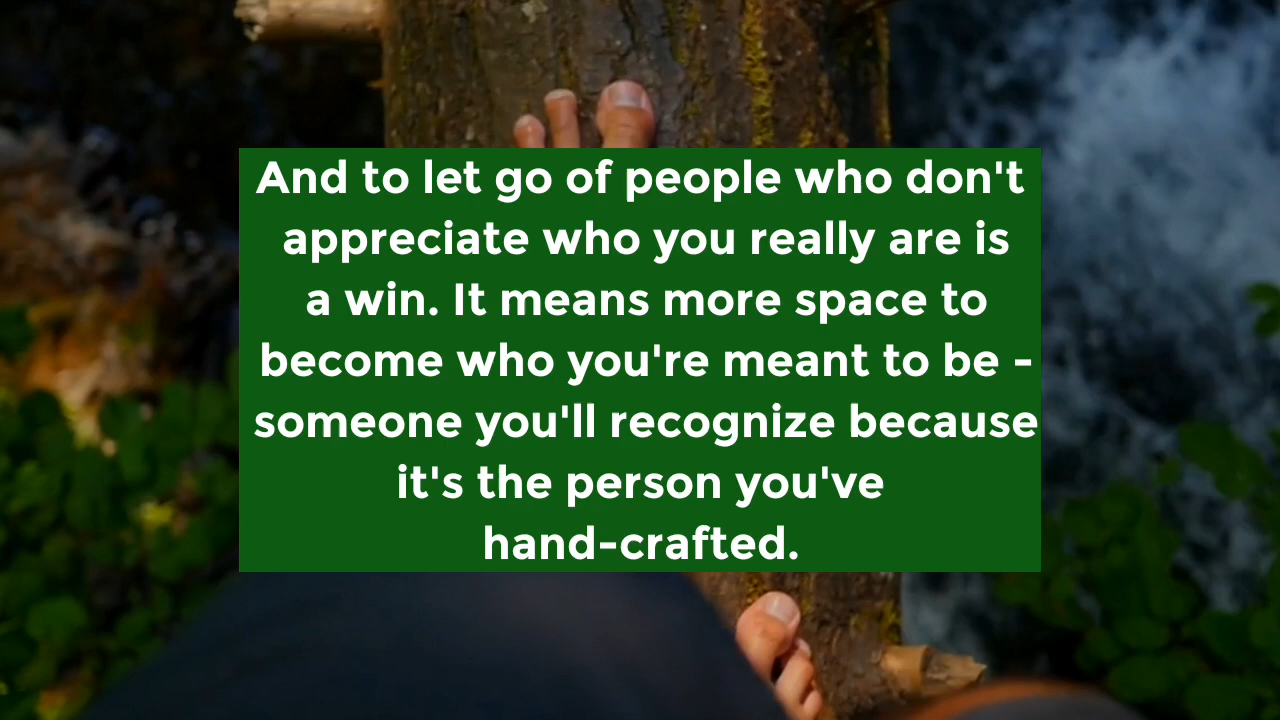 And to let go of people who don't
appreciate who you really are is
a win. It means more space to
become who you're meant to be -
someone you'll recognize because
it's the person you've
hand-crafted.